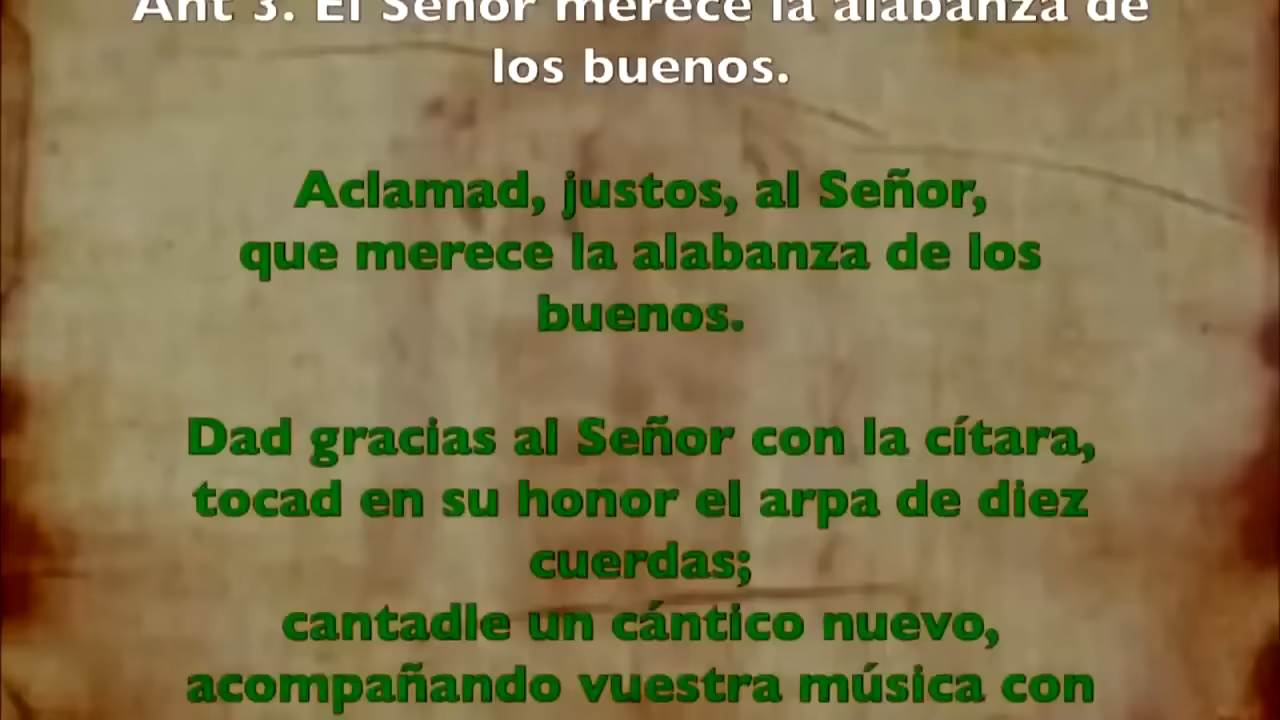 Ant 3. El Señor merece la alabanza de
los buenos.
Aclamad, justos, al Señor,
que merece la alabanza de los
buenos.
Dad gracias al Señor con la cítara,
tocad en su honor el arpa de diez
cuerdas;
cantadle un cántico nuevo,
acompañando vuestra música con